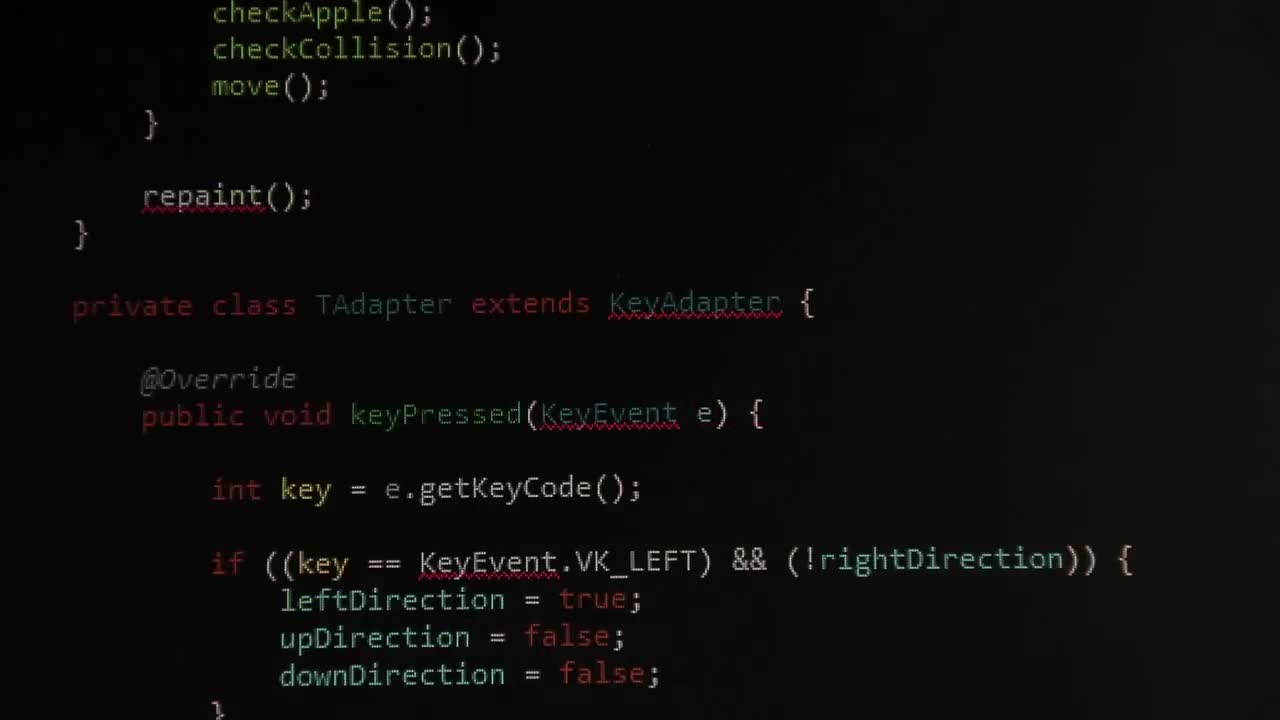 checkApple();
checkCollision();
move();
}
repaint();
}
private class TAdapter extends KeyAdapter {
@Override
public void keyPressed(KeyEvent e) {
int key = e.getKeyCode();
if ((key == KeyEvent.VK_LEFT) && (!rightDirection)) {
leftDirection = true;
upDirection = false;
downDirection = false;
}